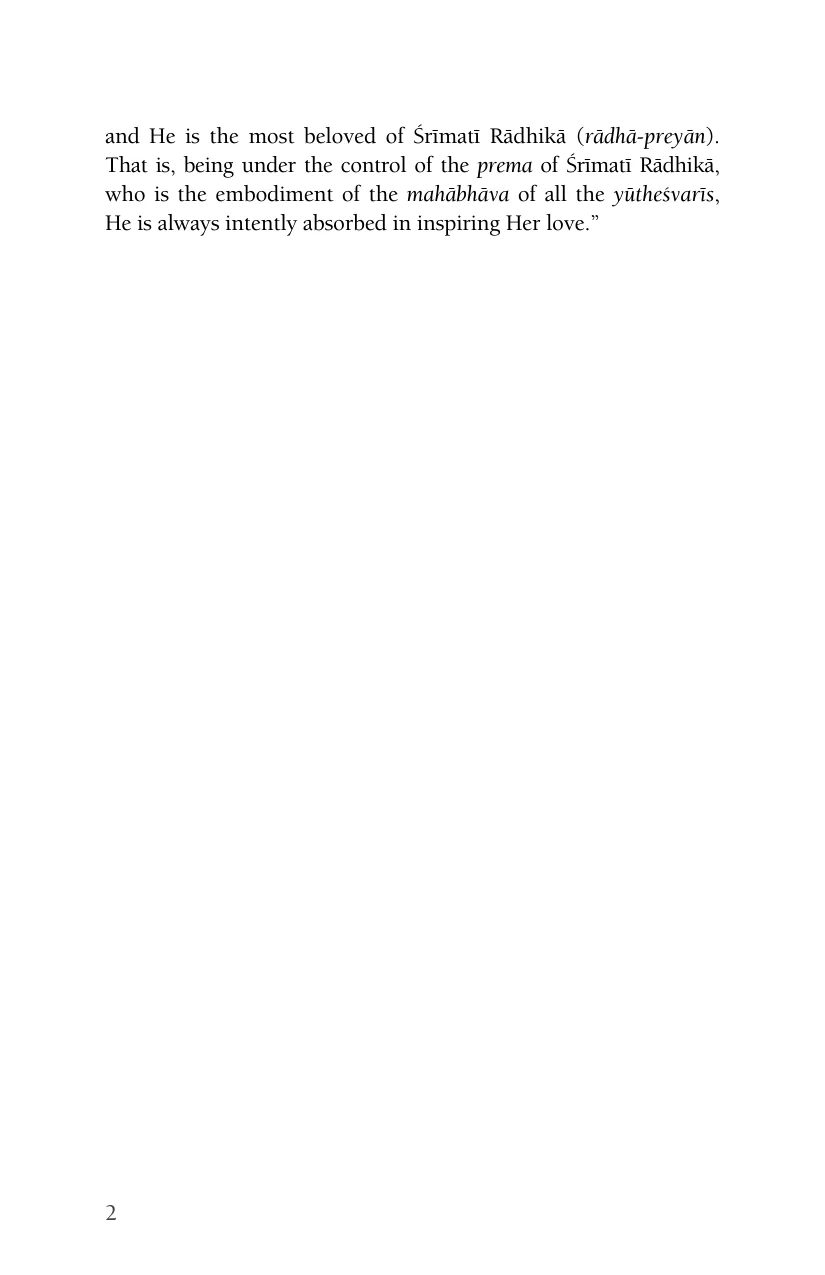 and He is the most beloved of Śrīmatī Rādhikā (rādhā-preyān).
That is, being under the control of the prema of Śrīmatī Rādhikā,
who is the embodiment of the mahābhāva of all the yūtheśvarīs,
He is always intently absorbed in inspiring Her love.”
2